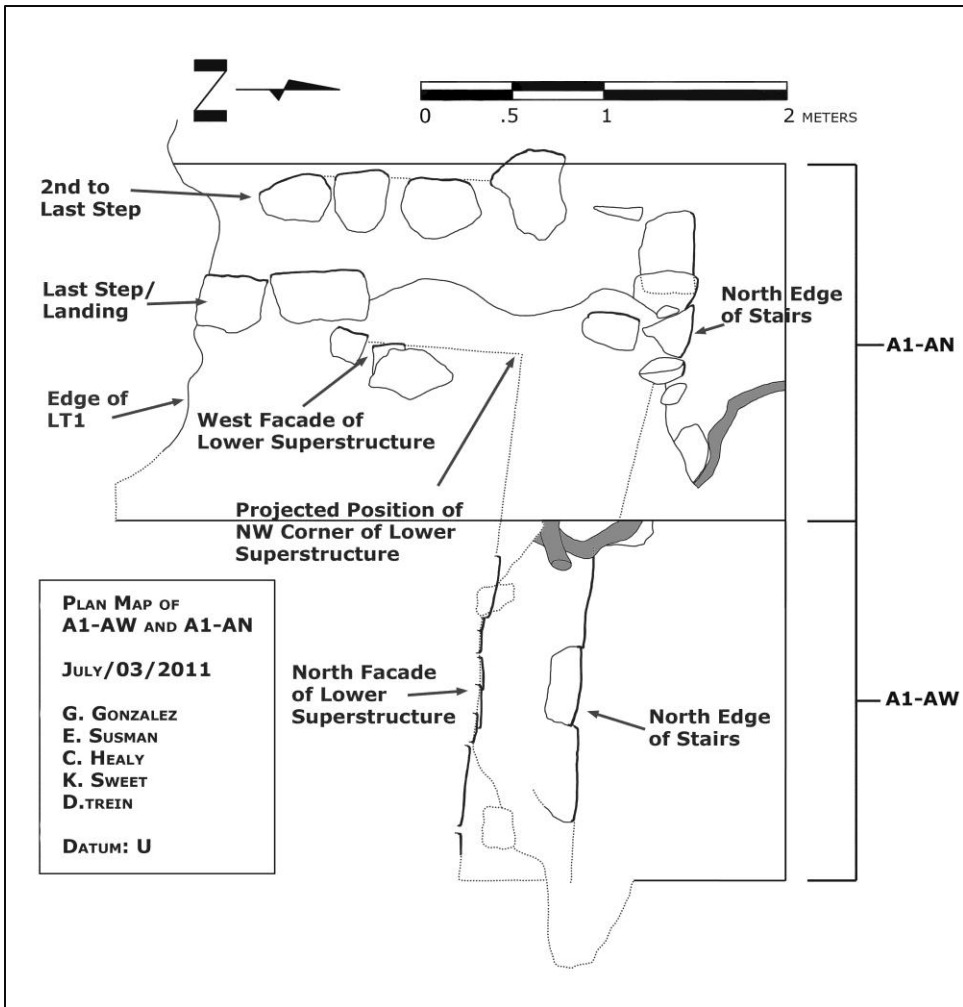 Z
0 .5 1 2 METERS
2nd to
Last Step
Last Step/
Landing
North Edge
of Stairs
A1-AN
Edge of
LT1
West Facade of
Lower Superstructure
Projected Position of
NW Corner of Lower
Superstructure
PLAN MAP OF
A1-AW AND A1-AN
JULY/03/2011
G. GONZALEZ
E. SUSMAN
C. HEALY
K. SWEET
D.TREIN
DATUM: U
North Facade
of Lower
Superstructure
North Edge
of Stairs
A1-AW